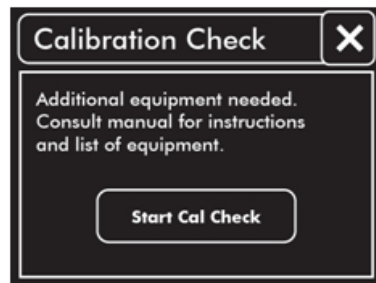 Calibration Check
Additional equipment needed.
Consult manual for instructions
and list of equipment.
Start Cal Check